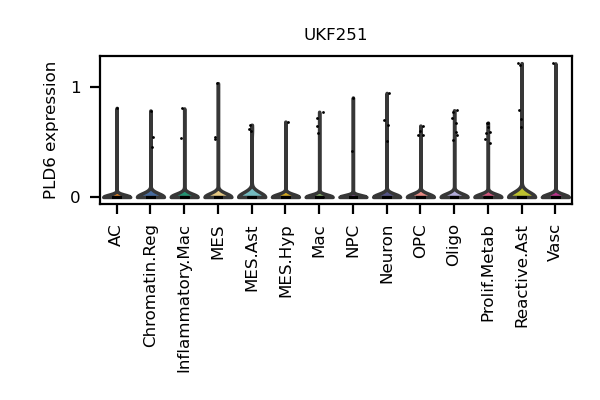 UKF251
PLD6 expression
1
0
AC
Chromatin.Reg
Inflammatory.Mac
MES
MES.Ast
MES.Hyp
Mac
NPC
Neuron
OPC
Oligo
Prolif.Metab
Reactive.Ast
Vasc